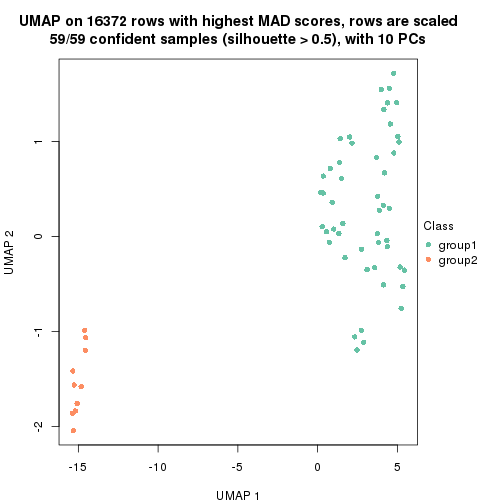 UMAP on 16372 rows with highest MAD scores, rows are scaled
59/59 confident samples (silhouette > 0.5), with 10 PCs
1
0
-1
-2
UMAP 2
-15
-10
-5
0
5
UMAP 1
Class
group1
group2